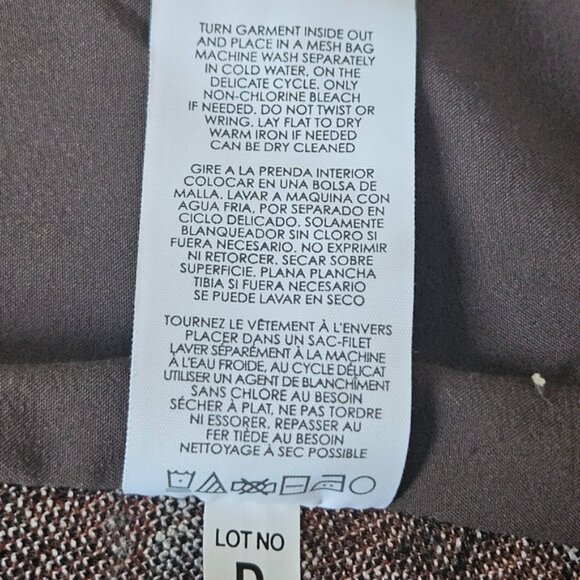 TURN GARMENT INSIDE OUT
AND PLACE IN A MESH BAG
MACHINE WASH SEPARATELY
IN COLD WATER, ON THE
DELICATE CYCLE. ONLY
NON-CHLORINE BLEACH
IF NEEDED. DO NOT TWIST OR
WRING. LAY FLAT TO DRY
WARM IRON IF NEEDED
CAN BE DRY CLEANED
GIRE A LA PRENDA INTERIOR
COLOCAR EN UNA BOLSA DE
MALLA. LAVAR A MAQUINA CON
AGUA FRIA, POR SEPARADO EN
CICLO DELICADO. SOLAMENTE
BLANQUEADOR SIN CLORO SI
FUERA NECESARIO. NO EXPRIMIR
NI RETORCER. SECAR SOBRE
SUPERFICIE. PLANA PLANCHA
TIBIA SI FUERA NECESARIO
SE PUEDE LAVAR EN SECO
TOURNEZ LE VÊTEMENT À L'ENVERS
PLACER DANS UN SAC-FILET
LAVER SÉPARÉMENT À LA MACHINE
À L'EAU FROIDE, AU CYCLE DÉLICAT
UTILISER UN AGENT DE BLANCHIMENT
SANS CHLORE AU BESOIN
SÉCHER À PLAT, NE PAS TORDRE
NI ESSORER, REPASSER AU
FER TIÈDE AU BESOIN
NETTOYAGE À SEC POSSIBLE
LOT NO
D